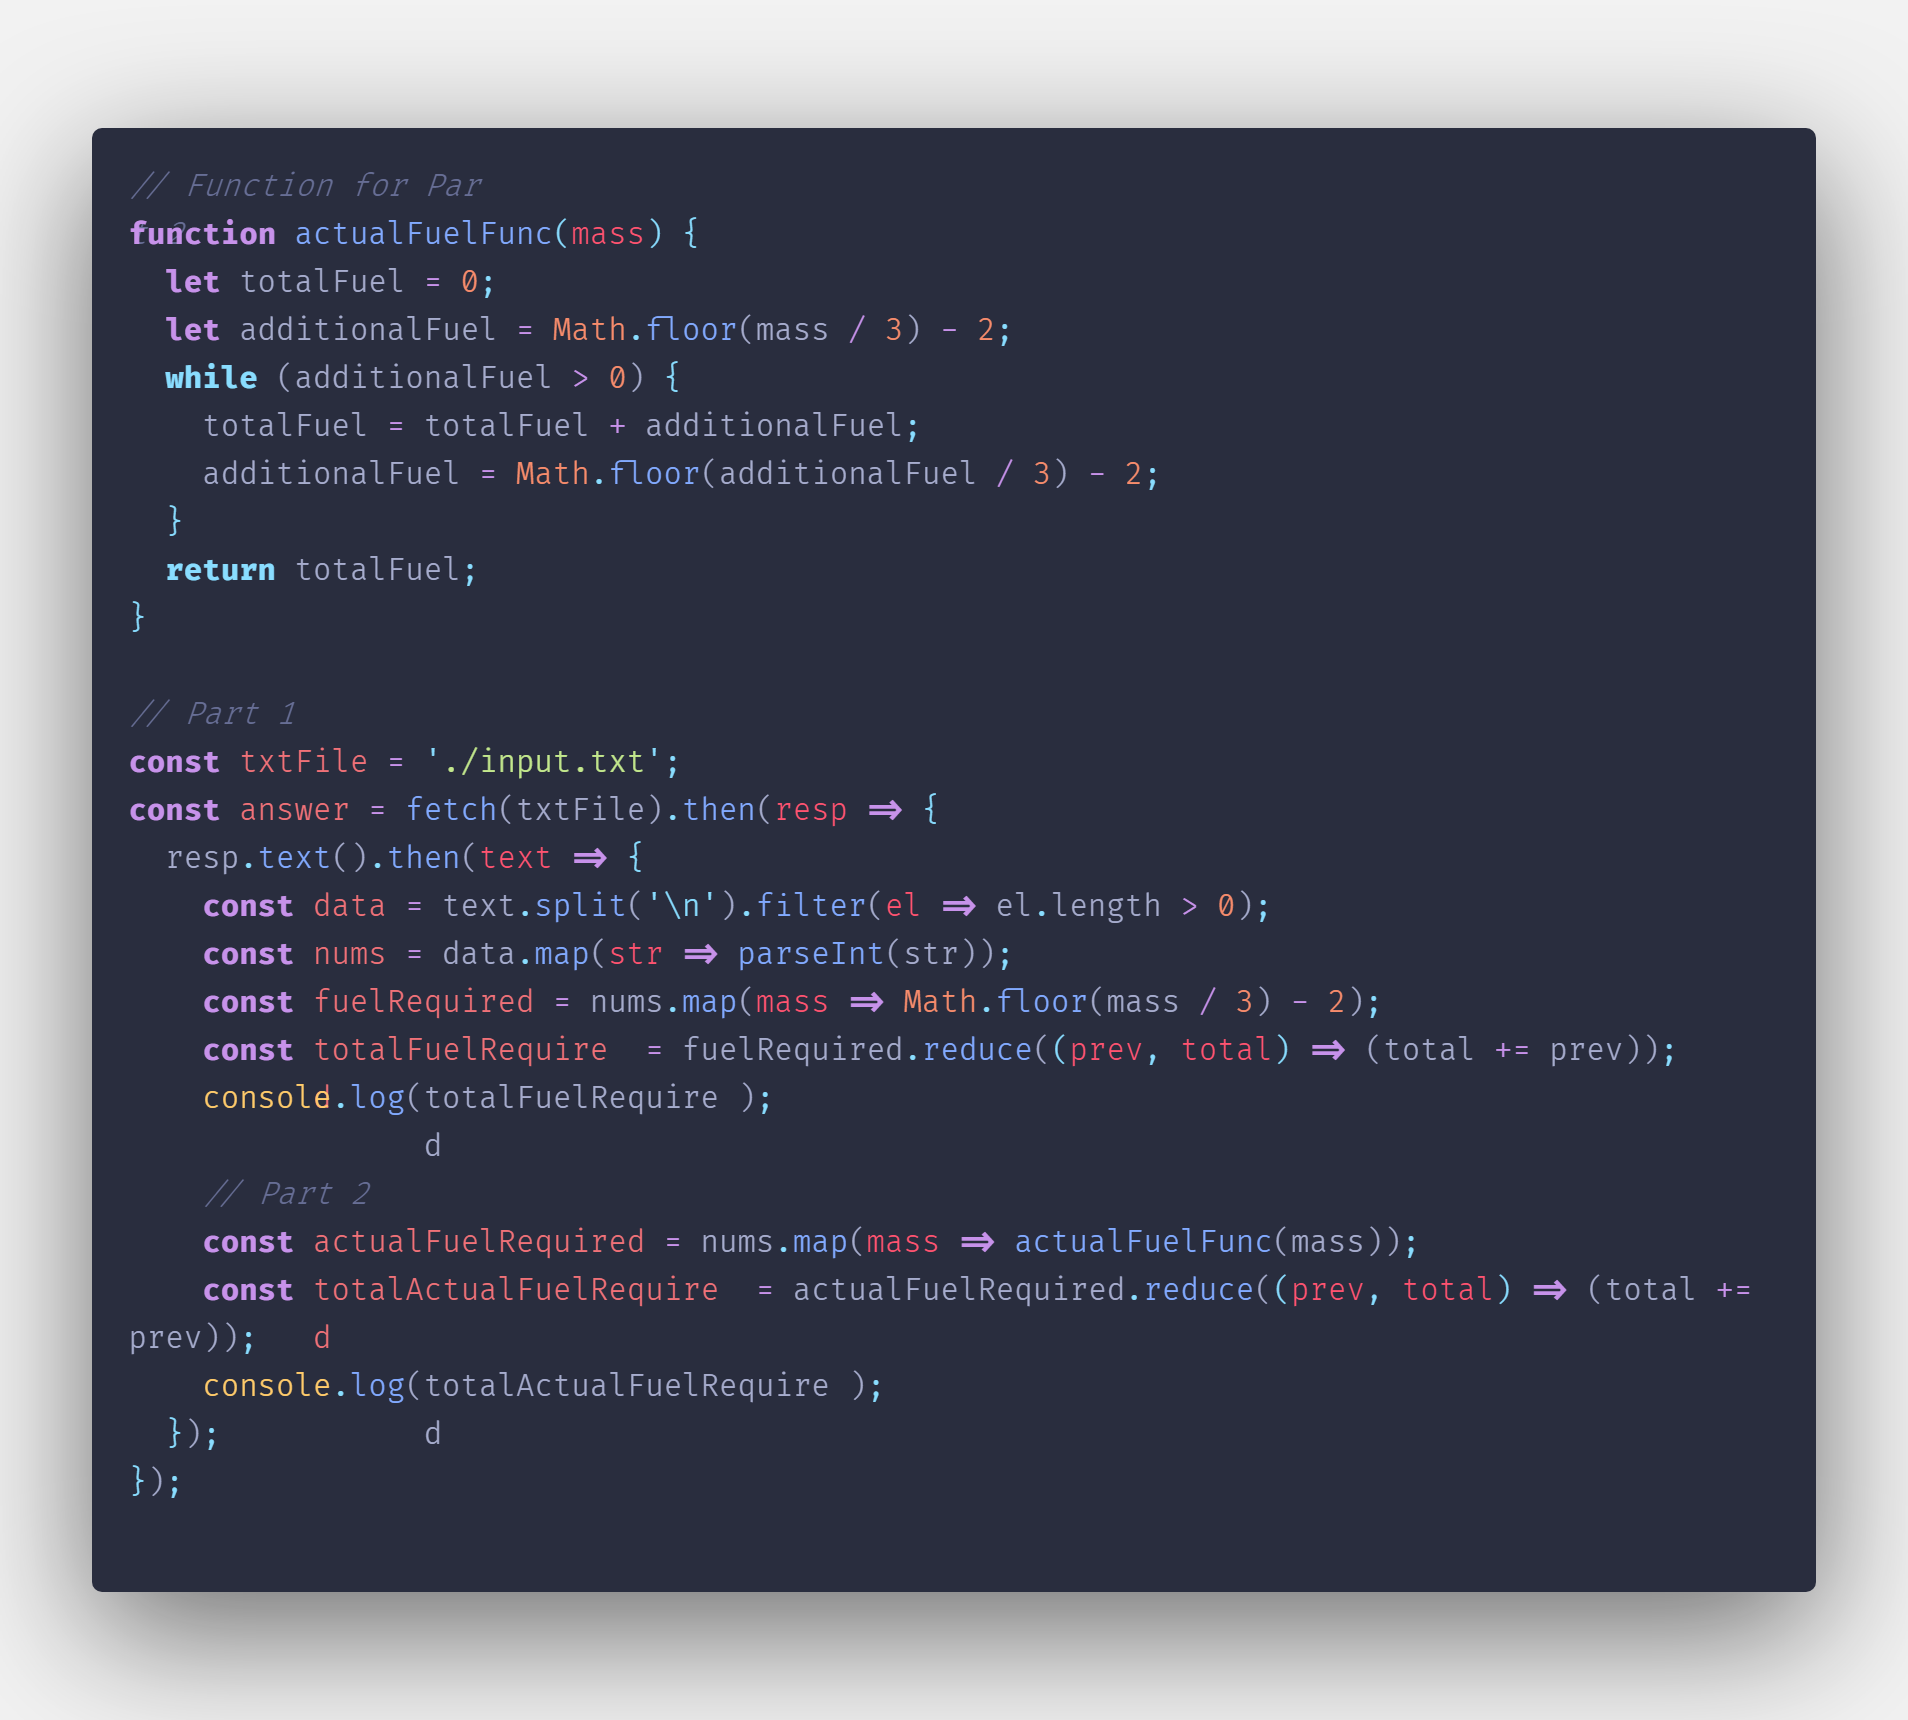 // Function for Par
t 2
function actualFuelFunc(mass) {
  let totalFuel = 0;
  let additionalFuel = Math.floor(mass / 3) - 2;
  while (additionalFuel > 0) {
    totalFuel = totalFuel + additionalFuel;
    additionalFuel = Math.floor(additionalFuel / 3) - 2;
  }
  return totalFuel;
}

// Part 1
const txtFile = './input.txt';
const answer = fetch(txtFile).then(resp => {
  resp.text().then(text => {
    const data = text.split('\n').filter(el => el.length > 0);
    const nums = data.map(str => parseInt(str));
    const fuelRequired = nums.map(mass => Math.floor(mass / 3) - 2);
    const totalFuelRequire  = fuelRequired.reduce((prev, total) => (total += prev));
          d
    console.log(totalFuelRequire );
                d
    // Part 2
    const actualFuelRequired = nums.map(mass => actualFuelFunc(mass));
    const totalActualFuelRequire  = actualFuelRequired.reduce((prev, total) => (total +=
prev));   d
    console.log(totalActualFuelRequire );
  });           d
});